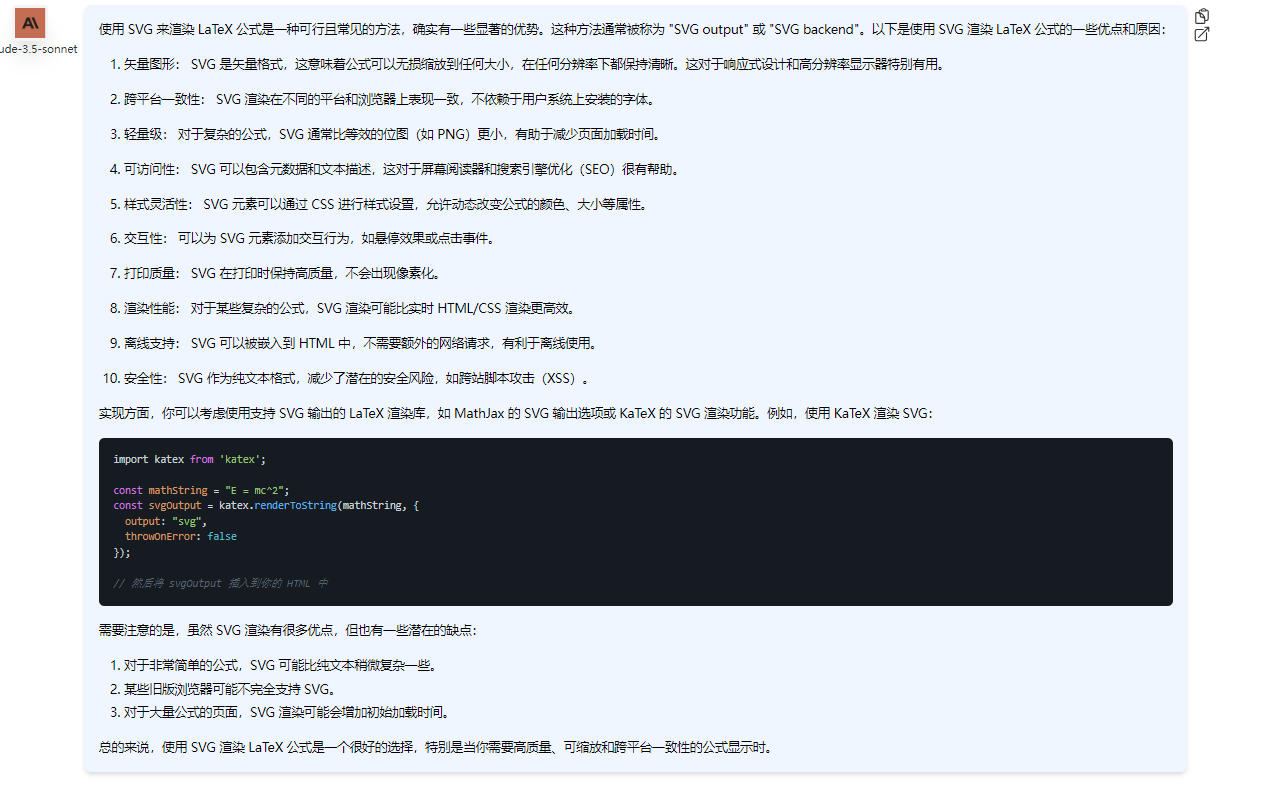 ude-3.5-sonnet
使用 SVG 来渲染 LaTeX 公式是一种可行且常见的方法，确实有一些显著的优势。这种方法通常被称为 "SVG output" 或 "SVG backend"。以下是使用 SVG 渲染 LaTeX 公式的一些优点和原因：
1. 矢量图形： SVG 是矢量格式，这意味着公式可以无损缩放到任何大小，在任何分辨率下都保持清晰。这对于响应式设计和高分辨率显示器特别有用。
2. 跨平台一致性： SVG 渲染在不同的平台和浏览器上表现一致，不依赖于用户系统上安装的字体。
3. 轻量级： 对于复杂的公式，SVG 通常比等效的位图（如 PNG）更小，有助于减少页面加载时间。
4. 可访问性： SVG 可以包含元数据和文本描述，这对于屏幕阅读器和搜索引擎优化（SEO）很有帮助。
5. 样式灵活性： SVG 元素可以通过 CSS 进行样式设置，允许动态改变公式的颜色、大小等属性。
6. 交互性： 可以为 SVG 元素添加交互行为，如悬停效果或点击事件。
7. 打印质量： SVG 在打印时保持高质量，不会出现像素化。
8. 渲染性能： 对于某些复杂的公式，SVG 渲染可能比实时 HTML/CSS 渲染更高效。
9. 离线支持： SVG 可以被嵌入到 HTML 中，不需要额外的网络请求，有利于离线使用。
10. 安全性： SVG 作为纯文本格式，减少了潜在的安全风险，如跨站脚本攻击（XSS）。
实现方面，你可以考虑使用支持 SVG 输出的 LaTeX 渲染库，如 MathJax 的 SVG 输出选项或 KaTeX 的 SVG 渲染功能。例如，使用 KaTeX 渲染 SVG：
import katex from 'katex';
const mathString = "E = mc^2";
const svgOutput = katex.renderToString(mathString, {
output: "svg",
throwOnError: false
});
// 然后将 svgOutput 插入到你的 HTML 中
需要注意的是，虽然 SVG 渲染有很多优点，但也有一些潜在的缺点：
1. 对于非常简单的公式，SVG 可能比纯文本稍微复杂一些。
2. 某些旧版浏览器可能不完全支持 SVG。
3. 对于大量公式的页面，SVG 渲染可能会增加初始加载时间。
总的来说，使用 SVG 渲染 LaTeX 公式是一个很好的选择，特别是当你需要高质量、可缩放和跨平台一致性的公式显示时。